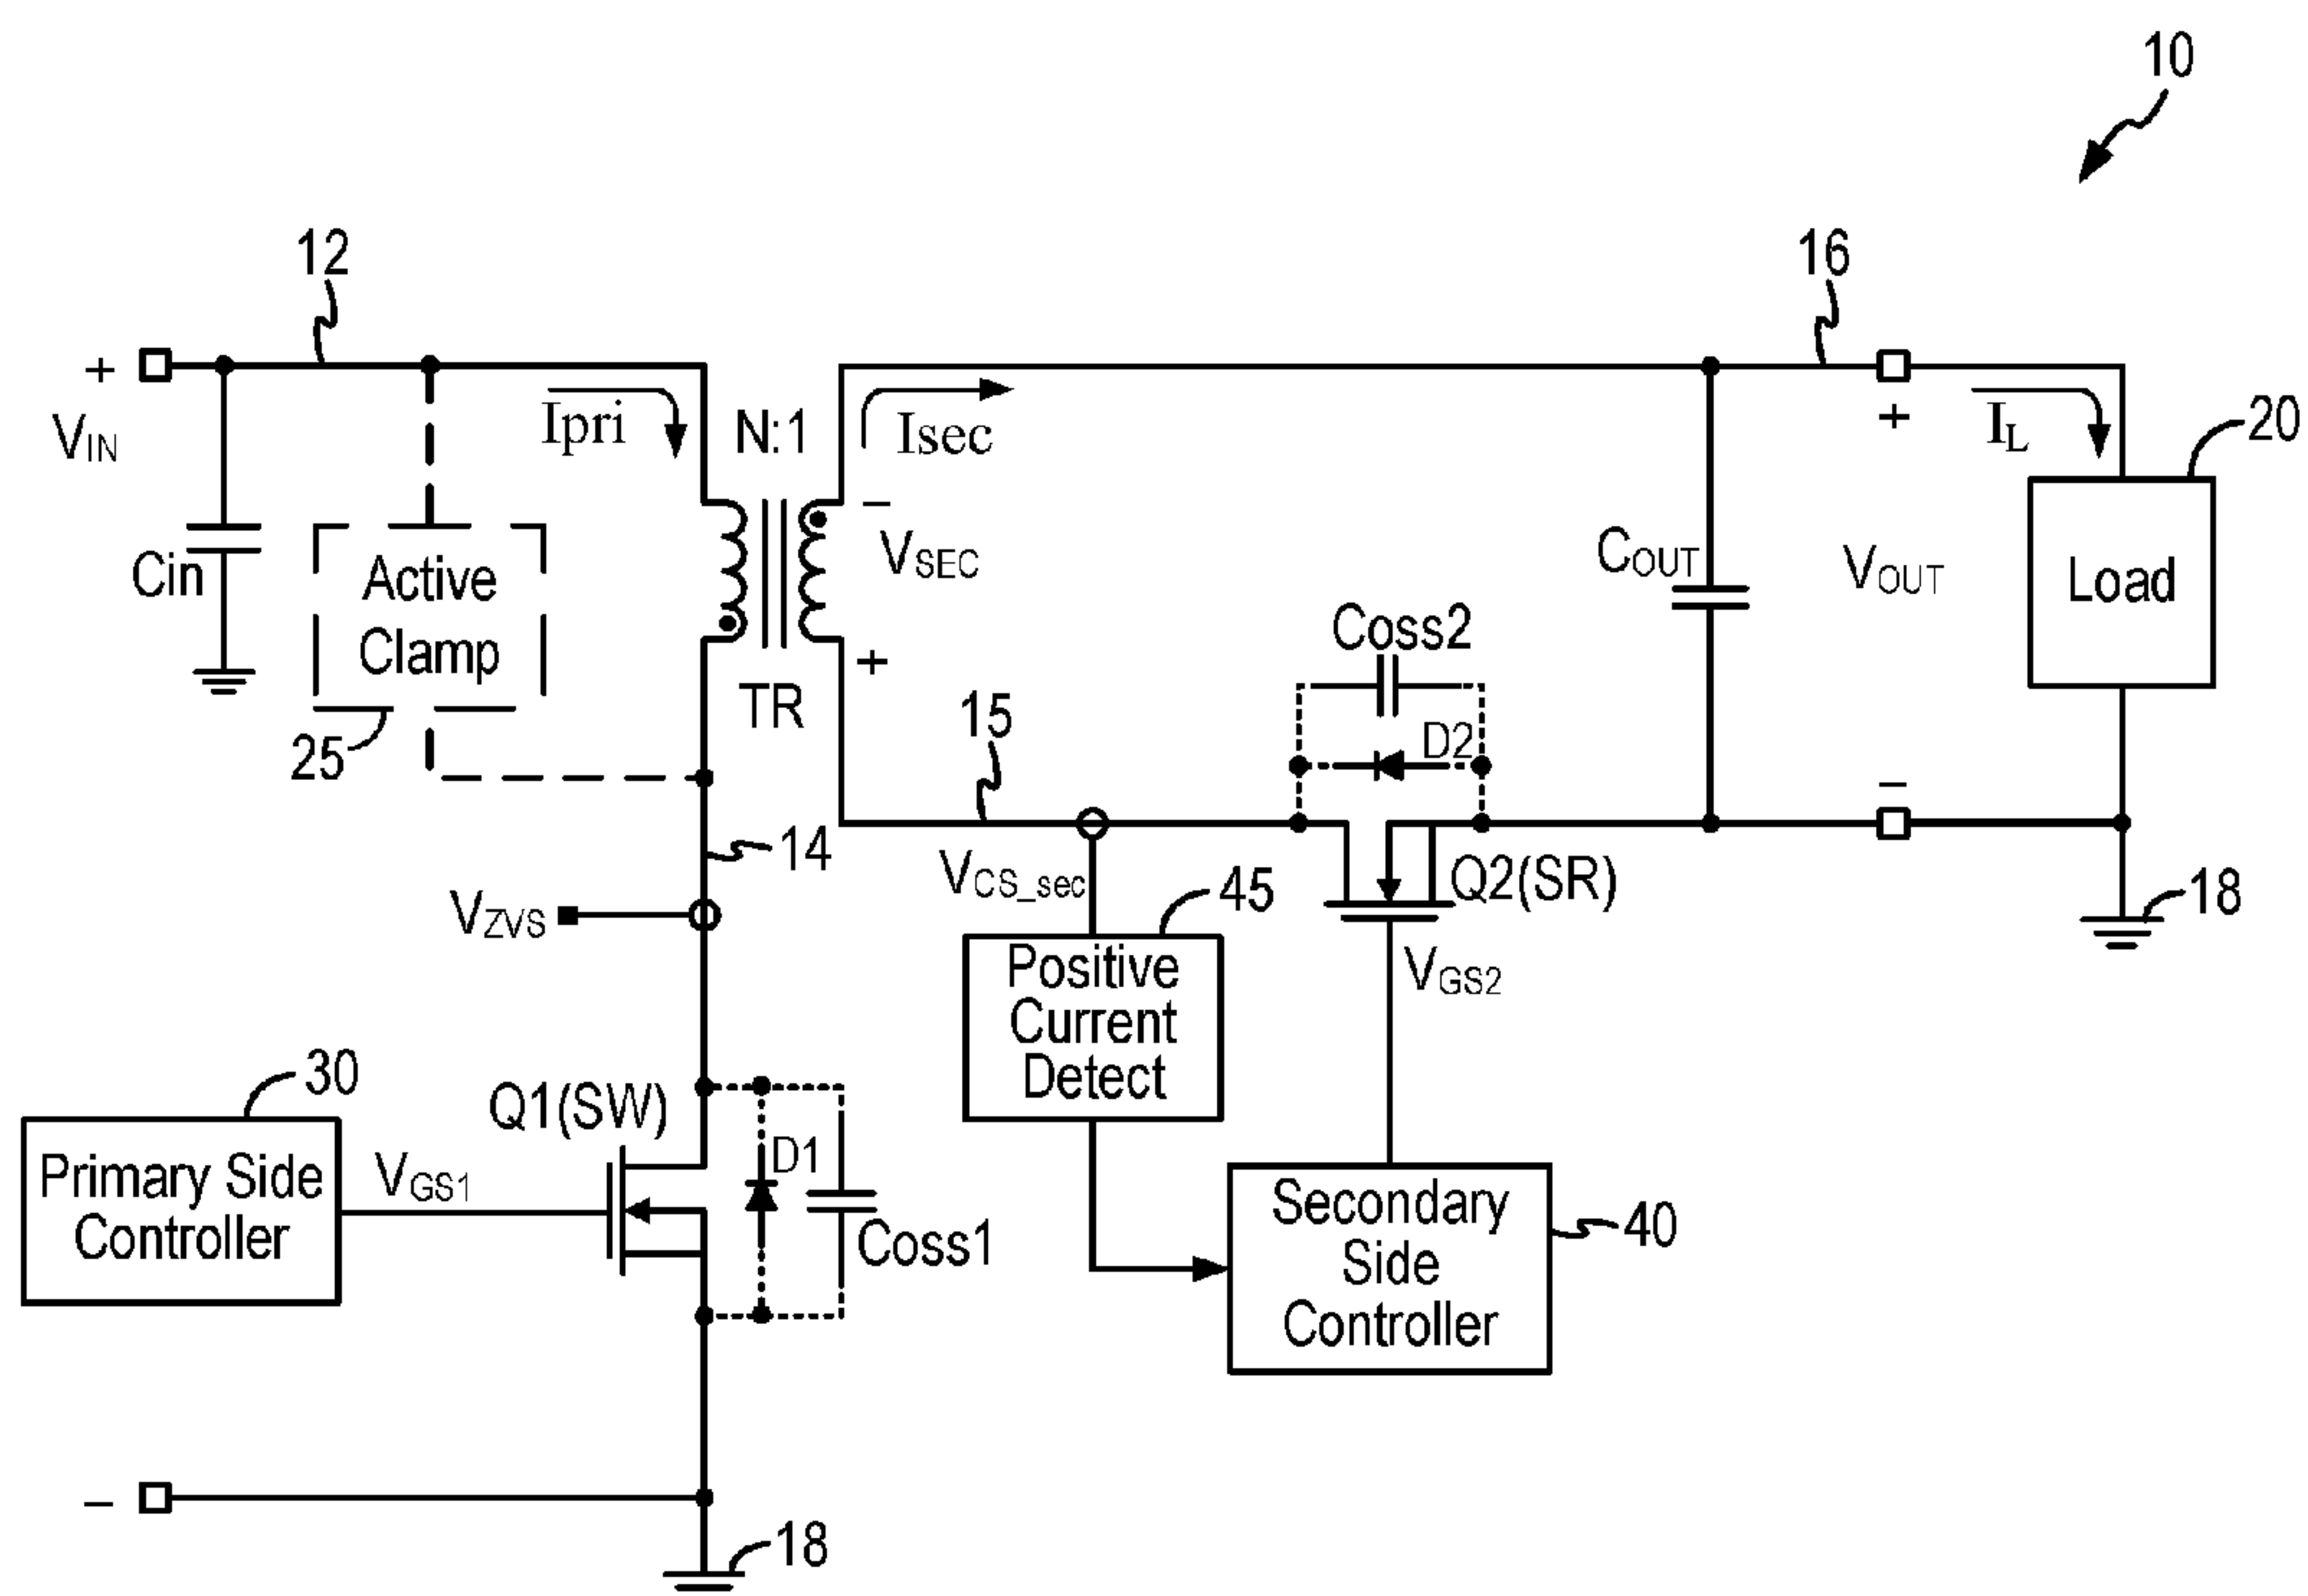 10
12
16
+
VIN
Ipri
N:1
Isec
+
IL
20
−
VSEC
Cin
Active
Clamp
COUT
VOUT
Load
Coss2
+
TR
15
D2
25
−
14
VCS_sec
45
Q2(SR)
18
VZVS
Positive
Current
Detect
VGS2
30
Q1(SW)
D1
Primary Side
Controller
VGS1
Coss1
Secondary
Side
Controller
40
−
18